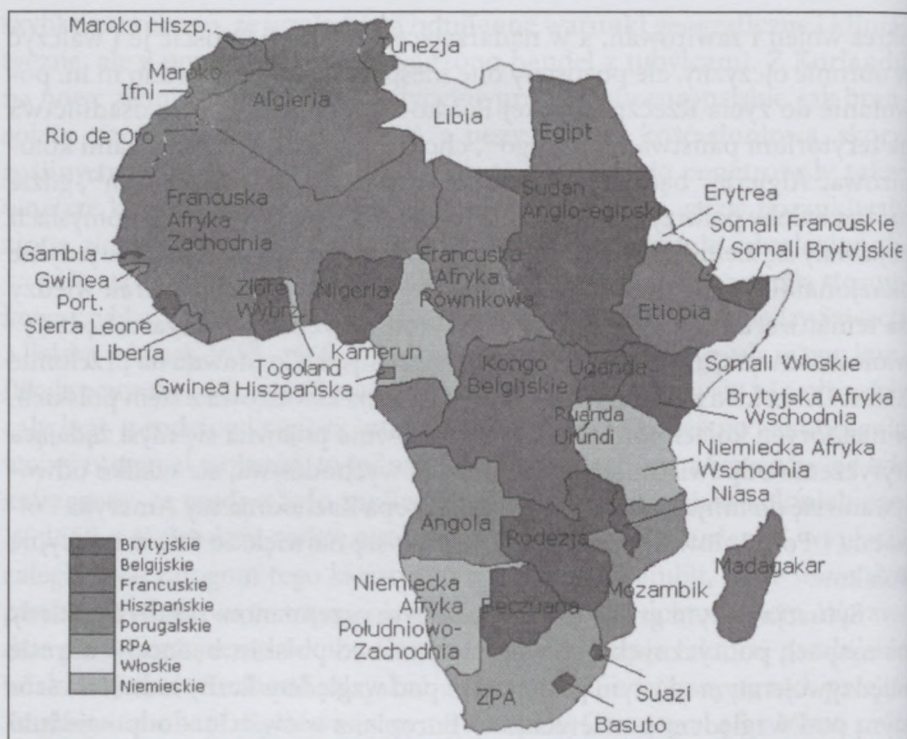 Maroko Hiszp.
Tunezja
Maroko
Ifni
Algieria
Libia
Egipt
Rio de Oro
Francuska
Afryka
Zachodnia
Sudan
Anglo-egipski
Erytrea
Somali Francuskie
Somali Brytyjskie
Gambia
Gwinea
Port.
Sierra Leone
Liberia
Złote
Wybrz.
Nigeria
Francuska
Afryka
Równikowa
Etiopia
Kamerun
Togoland
Gwinea Hiszpańska
Kongo
Belgijskie
Uganda
Somali Włoskie
Brytyjska Afryka
Wschodnia
Ruanda
Urundi
Niemiecka Afryka
Wschodnia
Niasa
Angola
Rodezja
Madagakar
Mozambik
Niemiecka
Afryka
Południowo-
Zachodnia
Beczuana
ZPA
Suazi
Basuto
Brytyjskie
Belgijskie
Francuskie
Hiszpańskie
Porugalskie
RPA
Włoskie
Niemieckie